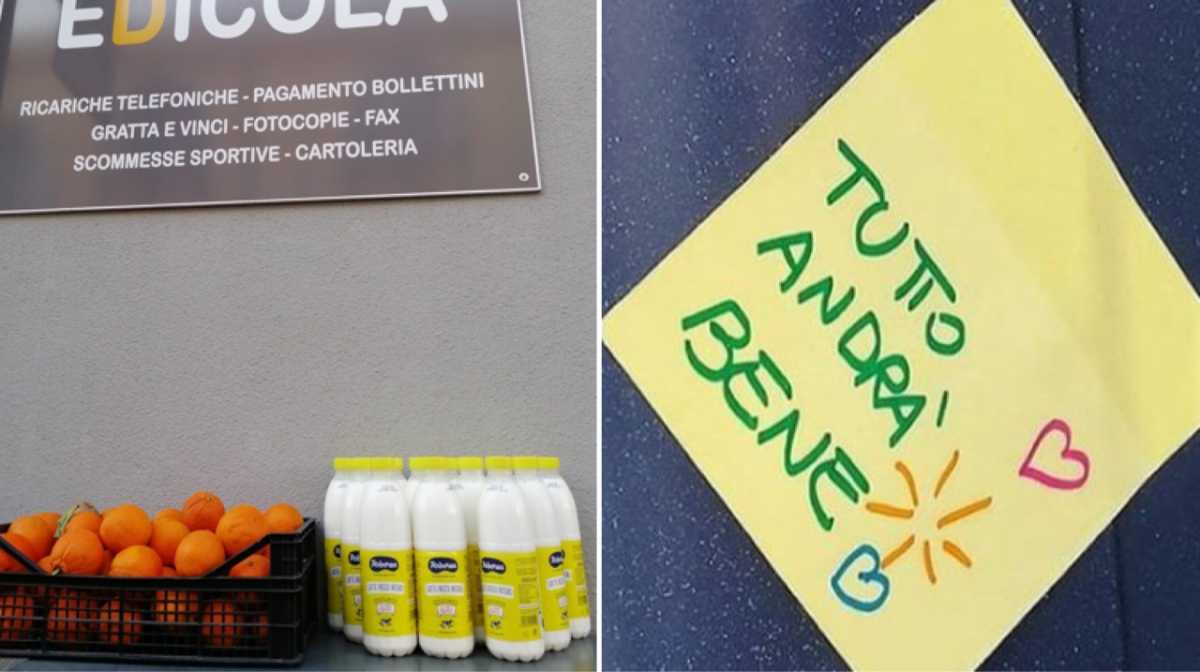 EDICOLA
RICARICHE TELEFONICHE - PAGAMENTO BOLLETTINI
GRATTA E VINCI - FOTOCOPIE - FAX
SCOMMESSE SPORTIVE - CARTOLERIA
TUTTO
ANDRÀ
BENE